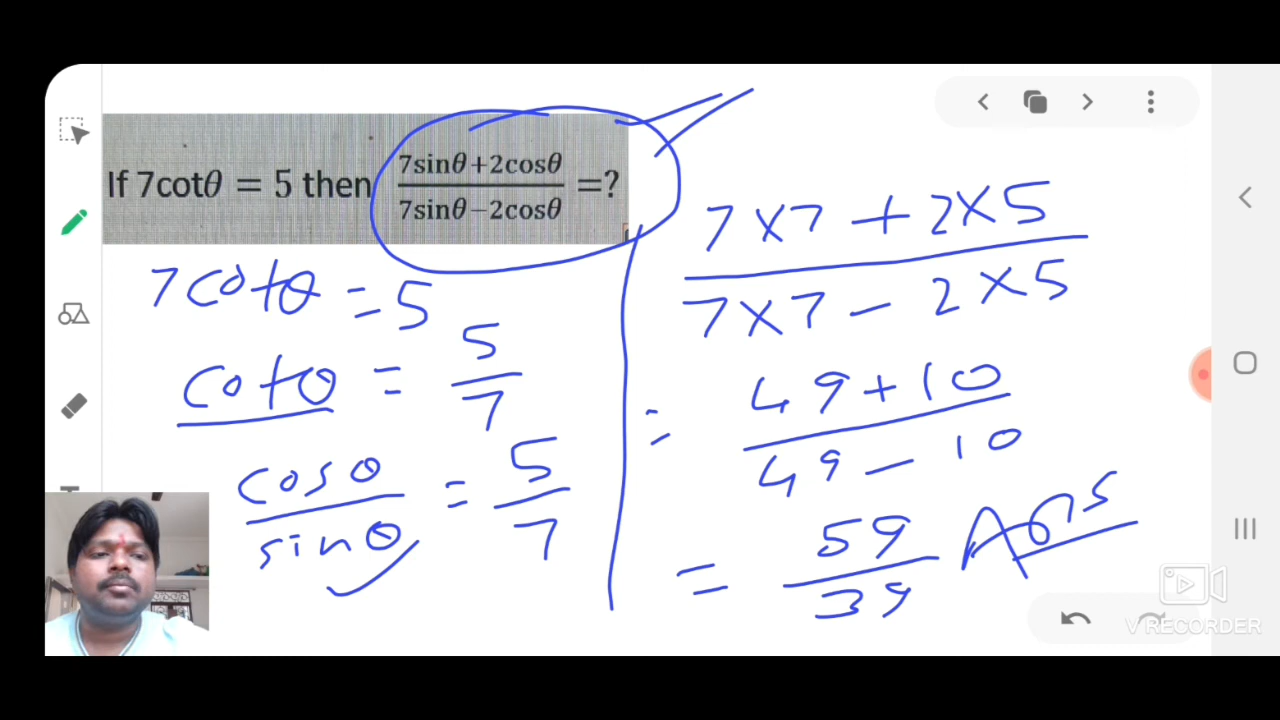 If 7cotθ = 5 then (7sinθ+2cosθ)/(7sinθ−2cosθ) =?
7cotθ = 5
cotθ = 5/7
cosθ/sinθ = 5/7
(7×7 + 2×5)/(7×7 − 2×5)
= (49+10)/(49−10)
= 59/39 Ans
V RECORDER